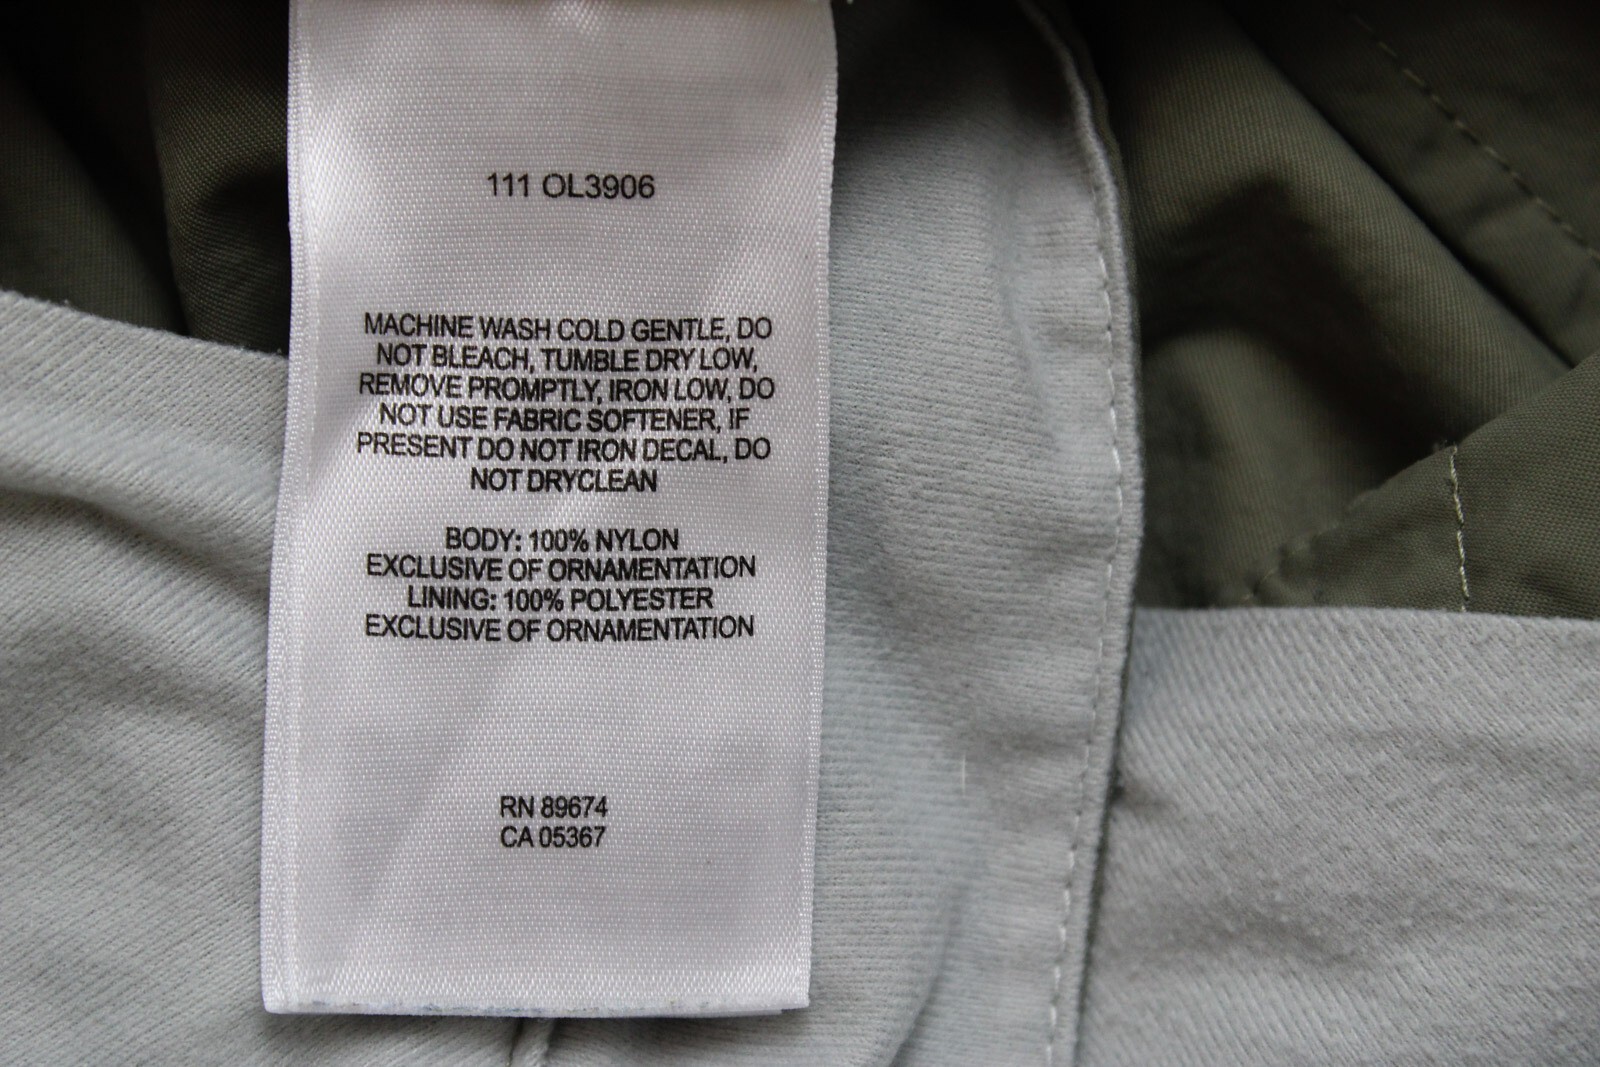 111 OL3906
MACHINE WASH COLD GENTLE, DO
NOT BLEACH, TUMBLE DRY LOW,
REMOVE PROMPTLY, IRON LOW, DO
NOT USE FABRIC SOFTENER, IF
PRESENT DO NOT IRON DECAL, DO
NOT DRYCLEAN
BODY: 100% NYLON
EXCLUSIVE OF ORNAMENTATION
LINING: 100% POLYESTER
EXCLUSIVE OF ORNAMENTATION
RN 89674
CA 05367